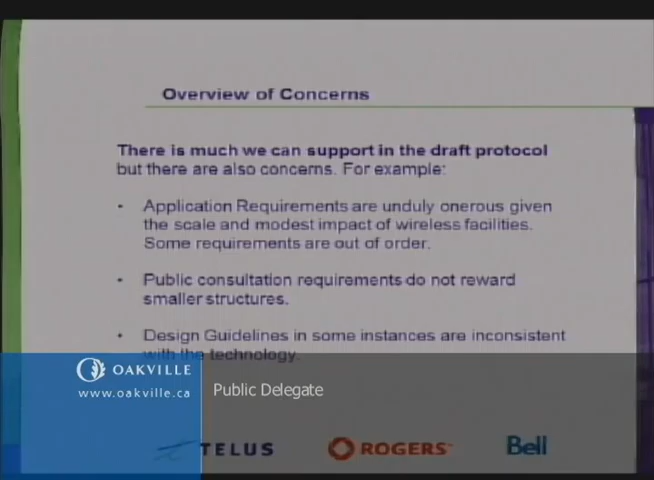 Overview of Concerns
There is much we can support in the draft protocol
but there are also concerns. For example:
• Application Requirements are unduly onerous given
the scale and modest impact of wireless facilities.
Some requirements are out of order.
• Public consultation requirements do not reward
smaller structures.
• Design Guidelines in some instances are inconsistent
with the technology.
OAKVILLE
www.oakville.ca
Public Delegate
TELUS
ROGERS™
Bell